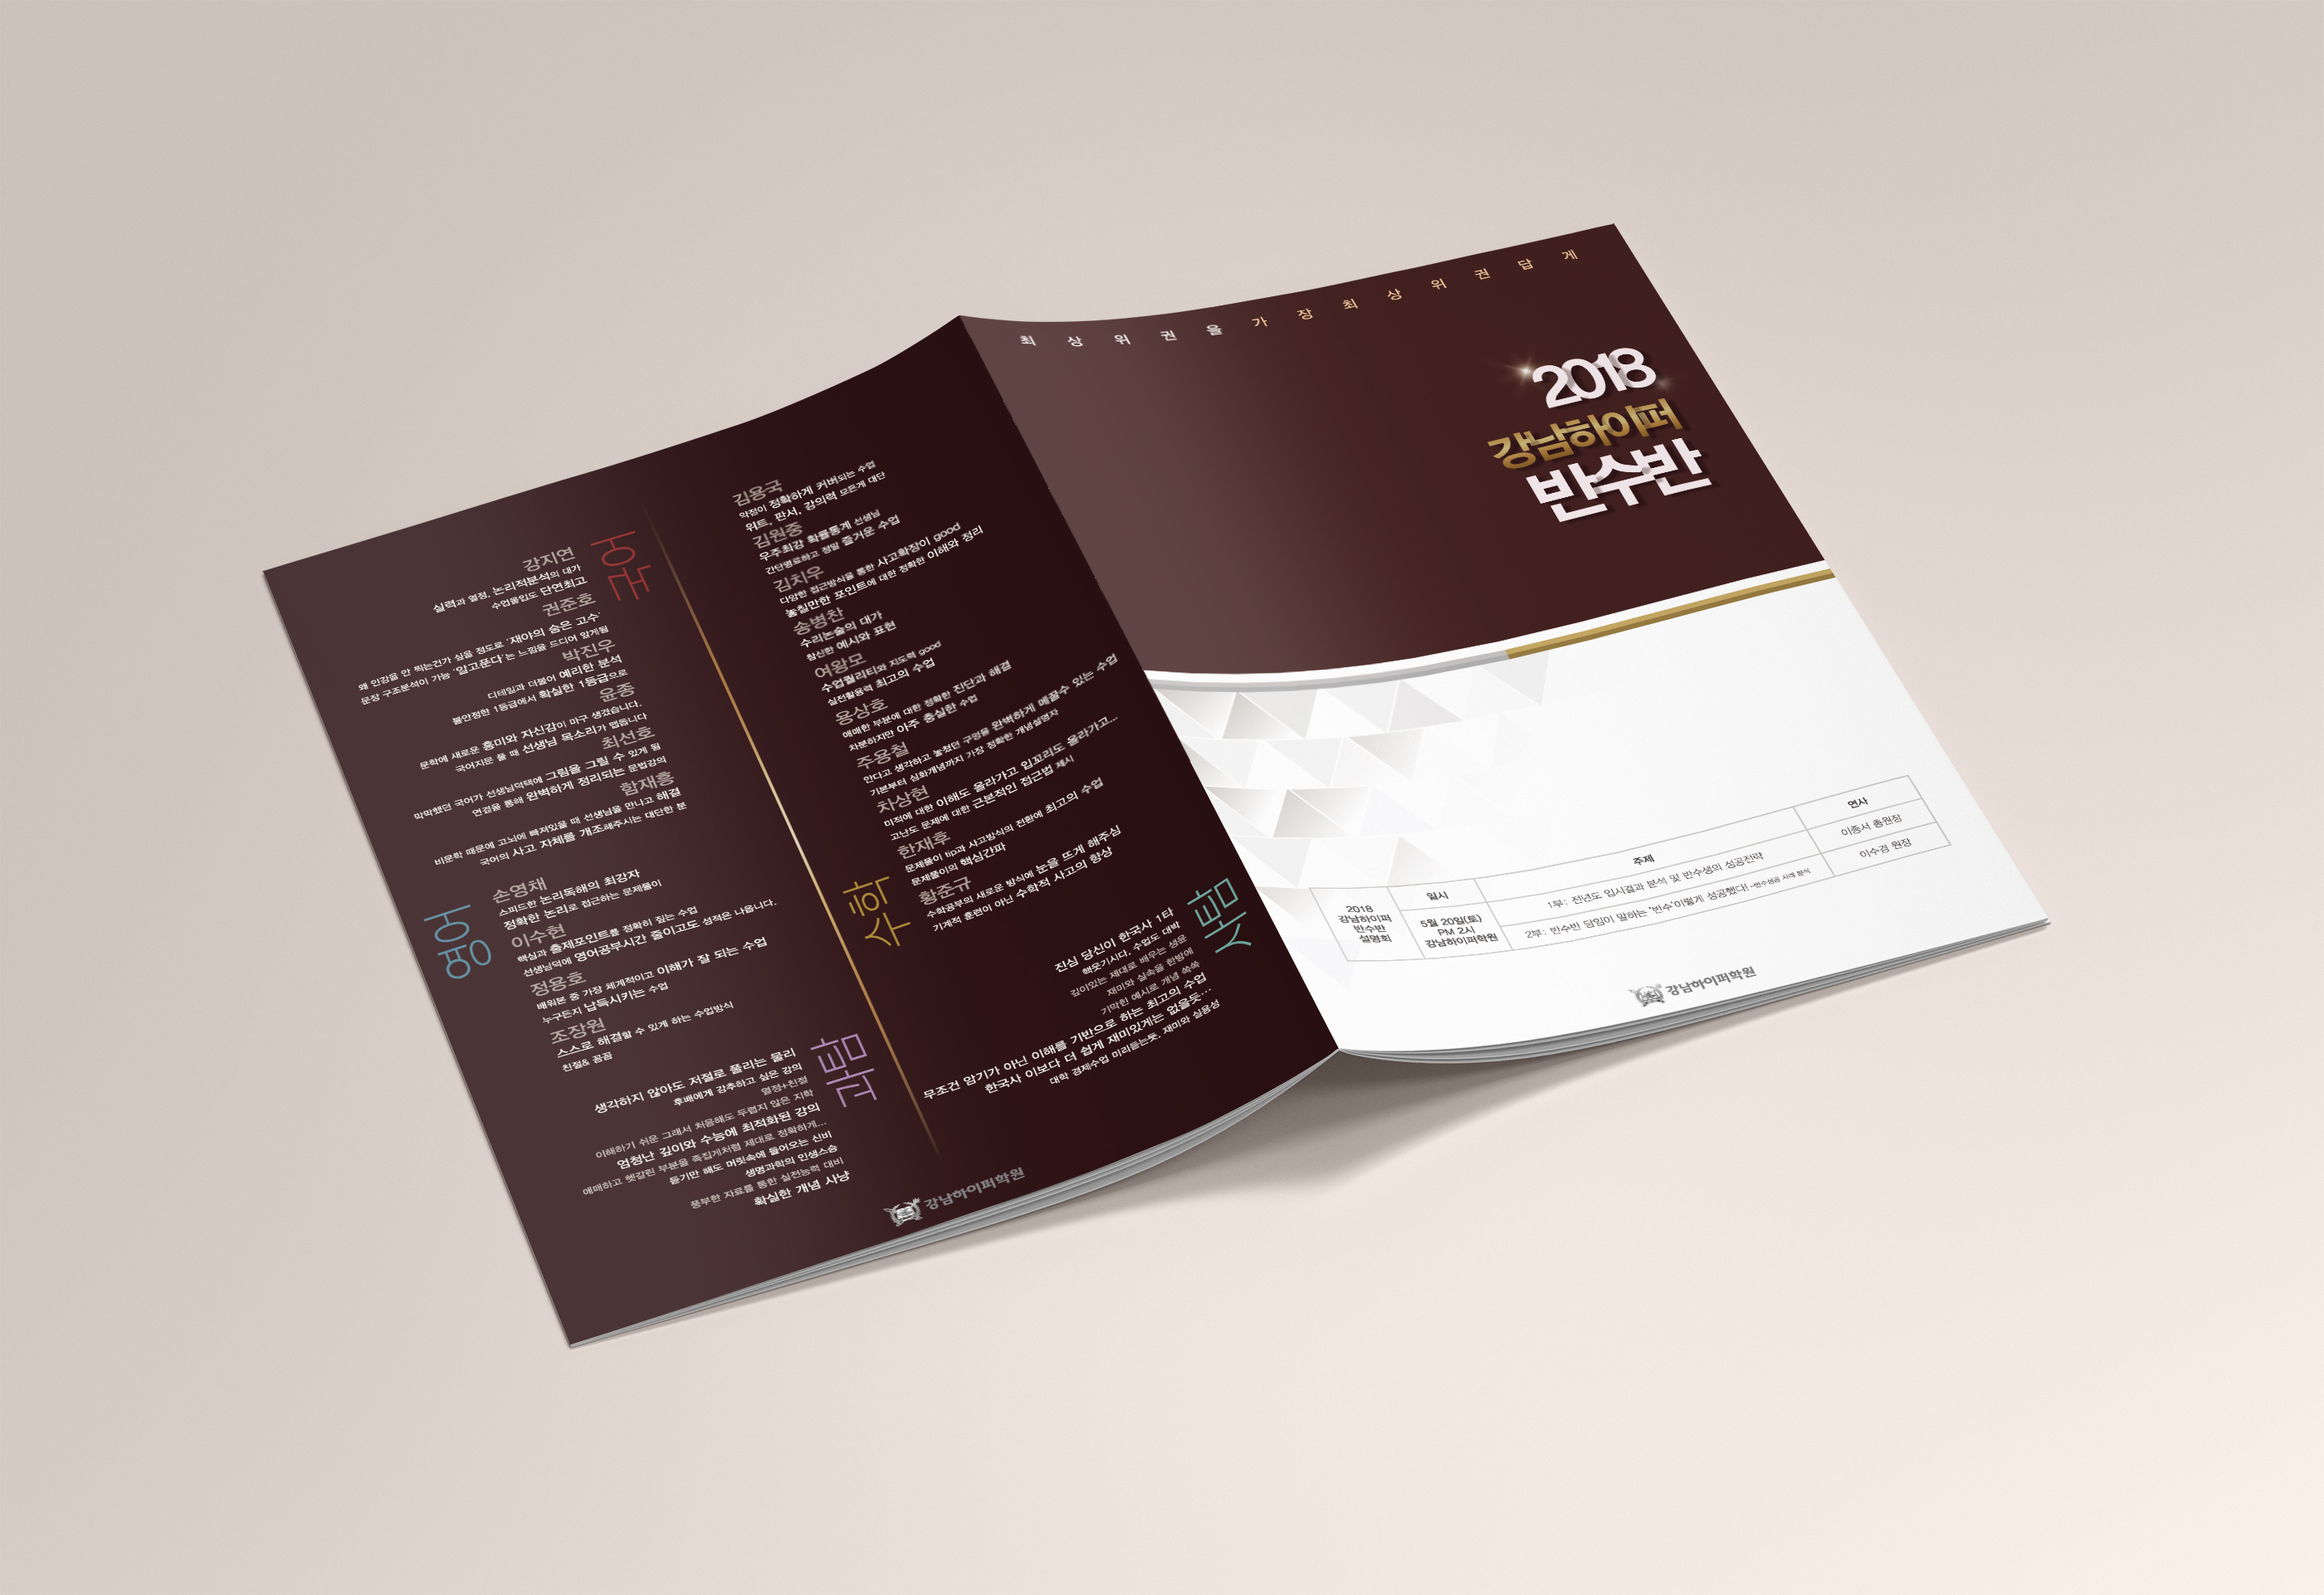 최상위권을 가장 최상위권답게
2018
강남하이퍼
반수반
2018 강남하이퍼 반수반 설명회
일시
주제
연사
5월 20일(토)
PM 2시
강남하이퍼학원
1부: 전년도 입시결과 분석 및 반수생의 성공전략
이종서 총원장
2부: 반수반 담임이 말하는 "반수"이렇게 성공했다! -반수성공 사례 분석
이수경 원장
강남하이퍼학원
국어
강지연
실력과 열정, 논리적분석의 대가
수업몰입도 단연최고
권준호
왜 인강을 안 찍는건가 싶을 정도로 '재야의 숨은 고수'
문장 구조분석이 가능 '알고푼다'는 느낌을 드디어 알게됨
박진우
디테일과 더불어 예리한 분석
불안정한 1등급에서 확실한 1등급으로
윤종
문학에 새로운 흥미와 자신감이 마구 생겼습니다.
국어지문 풀 때 선생님 목소리가 맴돕니다
최선호
막막했던 국어가 선생님덕택에 그림을 그릴 수 있게 됨
연결을 통해 완벽하게 정리되는 문법강의
함재흥
비문학 때문에 고뇌에 빠져있을 때 선생님을 만나고 해결
국어의 사고 자체를 개조해주시는 대단한 분
영어
손영채
스피드한 논리독해의 최강자
정확한 논리로 접근하는 문제풀이
이수현
핵심과 출제포인트를 정확히 짚는 수업
선생님덕에 영어공부시간 줄이고도 성적은 나옵니다.
정용호
배워본 중 가장 체계적이고 이해가 잘 되는 수업
누구든지 납득시키는 수업
조장원
스스로 해결할 수 있게 하는 수업방식
친절& 꼼꼼
과탐
생각하지 않아도 저절로 풀리는 물리
후배에게 강추하고 싶은 강의
열정+친절
이해하기 쉬운 그래서 처음해도 두렵지 않은 지학
엄청난 깊이와 수능에 최적화된 강의
애매하고 헷갈린 부분을 족집게처럼 제대로 정확하게...
듣기만 해도 머릿속에 들어오는 신비
생명과학의 인생스승
풍부한 자료를 통한 실전능력 대비
확실한 개념 사냥
수학
김용국
약점이 정확하게 커버되는 수업
위트, 판서, 강의력 모든게 대단
김원중
우주최강 확률통계 선생님
간단명료하고 정말 즐거운 수업
김치우
다양한 접근방식을 통한 사고확장이 good
놓칠만한 포인트에 대한 정확한 이해와 정리
송병찬
수리논술의 대가
참신한 예시와 표현
여왕모
수업퀄리티와 지도력 good
실전활용력 최고의 수업
용상호
애매한 부분에 대한 정확한 진단과 해결
차분하지만 아주 충실한 수업
주용철
안다고 생각하고 놓쳤던 구멍을 완벽하게 메꿀수 있는 수업
기본부터 심화개념까지 가장 정확한 개념설명자
차상현
미적에 대한 이해도 올라가고 입꼬리도 올라가고...
고난도 문제에 대한 근본적인 접근법 제시
한재후
문제풀이 tip과 사고방식의 전환에 최고의 수업
문제풀이의 핵심간파
황준규
수학공부의 새로운 방식에 눈을 뜨게 해주심
기계적 훈련이 아닌 수학적 사고의 향상
사탐
진심 당신이 한국사 1타
핵웃기시다, 수업도 대박
깊이있는 제대로 배우는 생윤
재미와 실속을 한방에
기막힌 예시로 개념 쏙쏙
무조건 암기가 아닌 이해를 기반으로 하는 최고의 수업
한국사 이보다 더 쉽게 재미있게는 없을듯...
대학 경제수업 미리듣는듯, 재미와 실용성
강남하이퍼학원